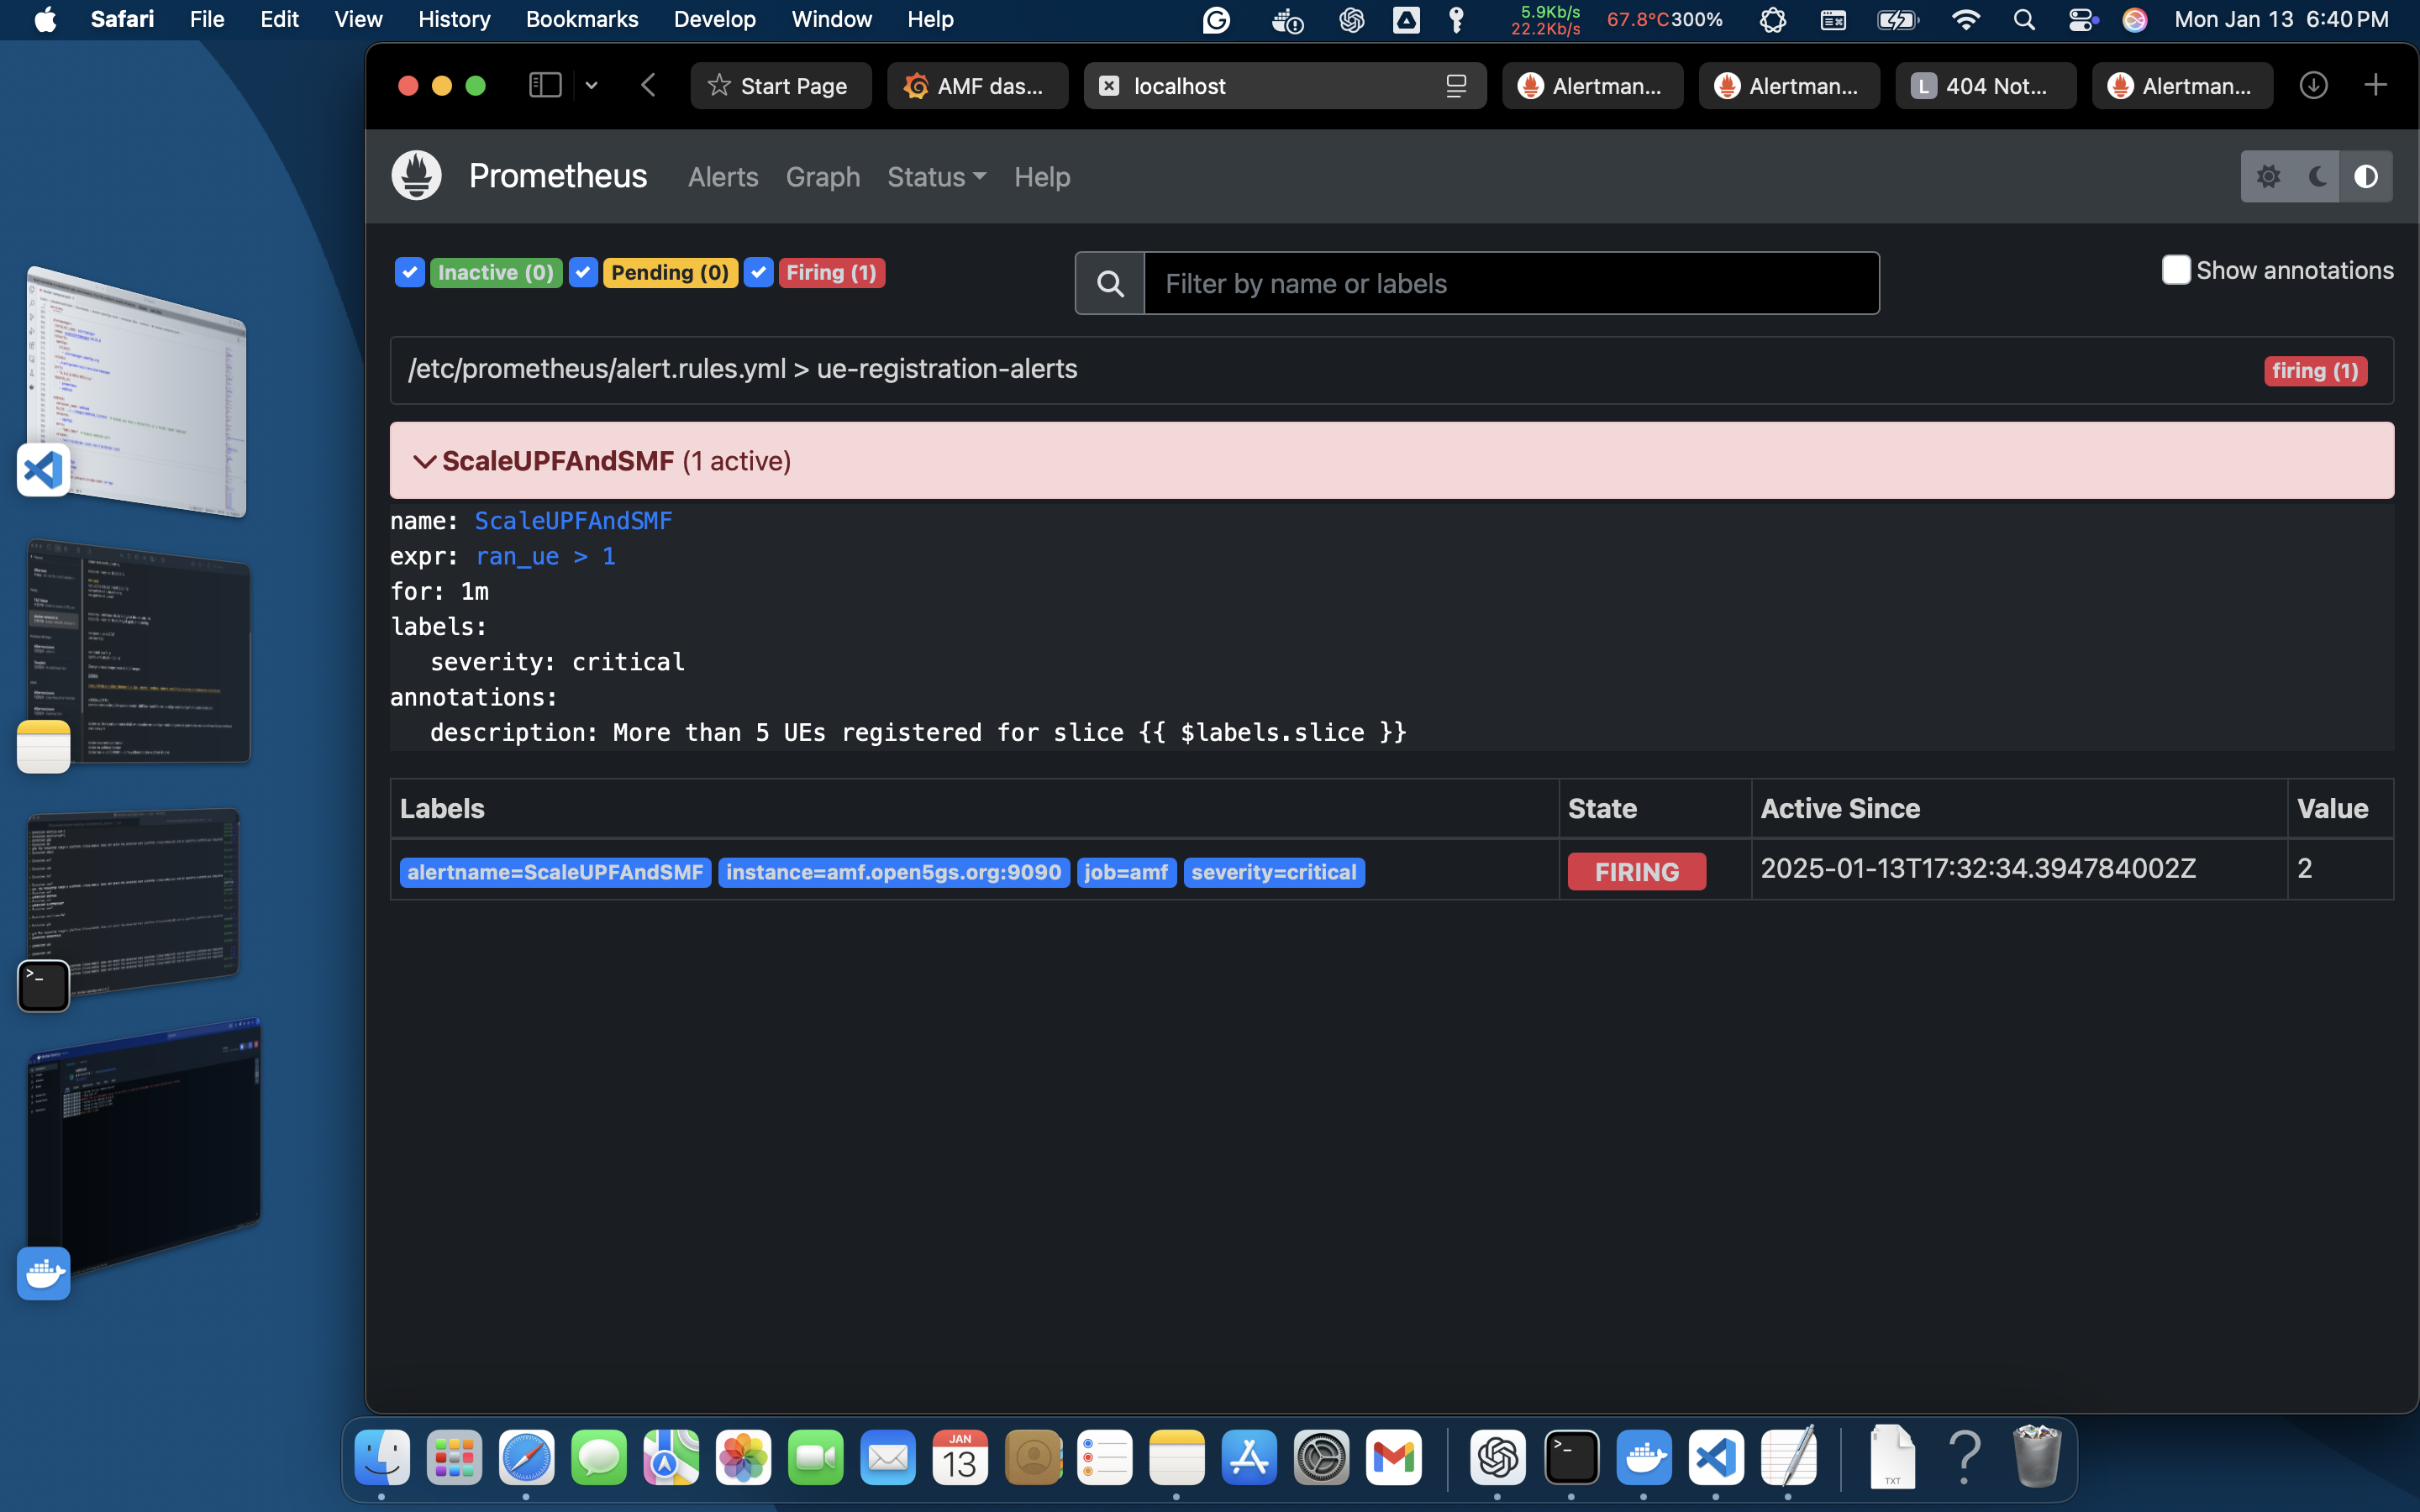 Safari File Edit View History Bookmarks Develop Window Help 5.9Kb/s 22.2Kb/s 67.8°C 300% Mon Jan 13 6:40 PM
Start Page AMF das... localhost Alertman... Alertman... L 404 Not... Alertman...
Prometheus Alerts Graph Status Help
Inactive (0) Pending (0) Firing (1) Filter by name or labels Show annotations
/etc/prometheus/alert.rules.yml > ue-registration-alerts firing (1)
ScaleUPFAndSMF (1 active)
name: ScaleUPFAndSMF
expr: ran_ue > 1
for: 1m
labels:
severity: critical
annotations:
description: More than 5 UEs registered for slice {{ $labels.slice }}
Labels State Active Since Value
alertname=ScaleUPFAndSMF instance=amf.open5gs.org:9090 job=amf severity=critical FIRING 2025-01-13T17:32:34.394784002Z 2
JAN
13
TXT